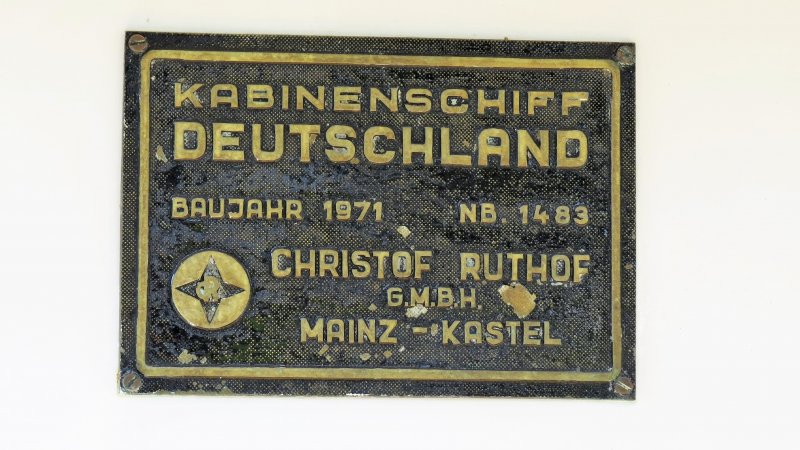 KABINENSCHIFF
DEUTSCHLAND
BAUJAHR 1971 NB. 1483
CHRISTOF RUTHOF
G.M.B.H.
MAINZ - KASTEL